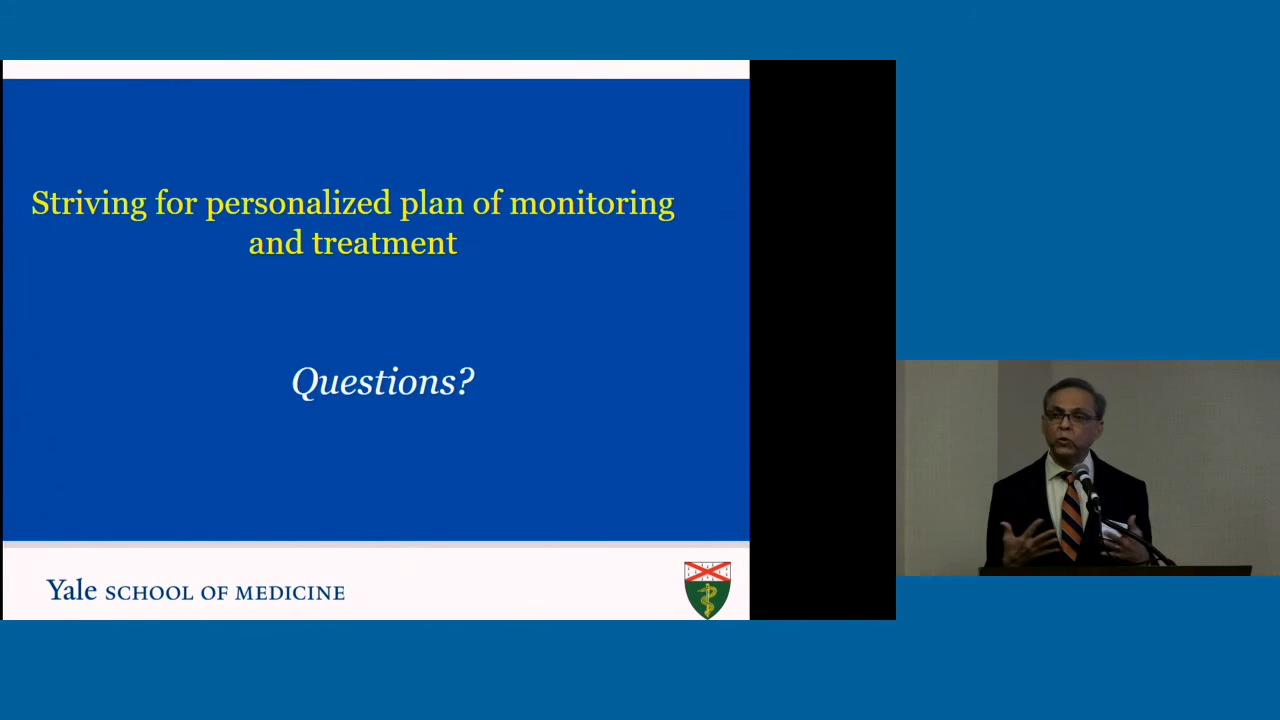 Striving for personalized plan of monitoring
and treatment
Questions?
Yale SCHOOL OF MEDICINE